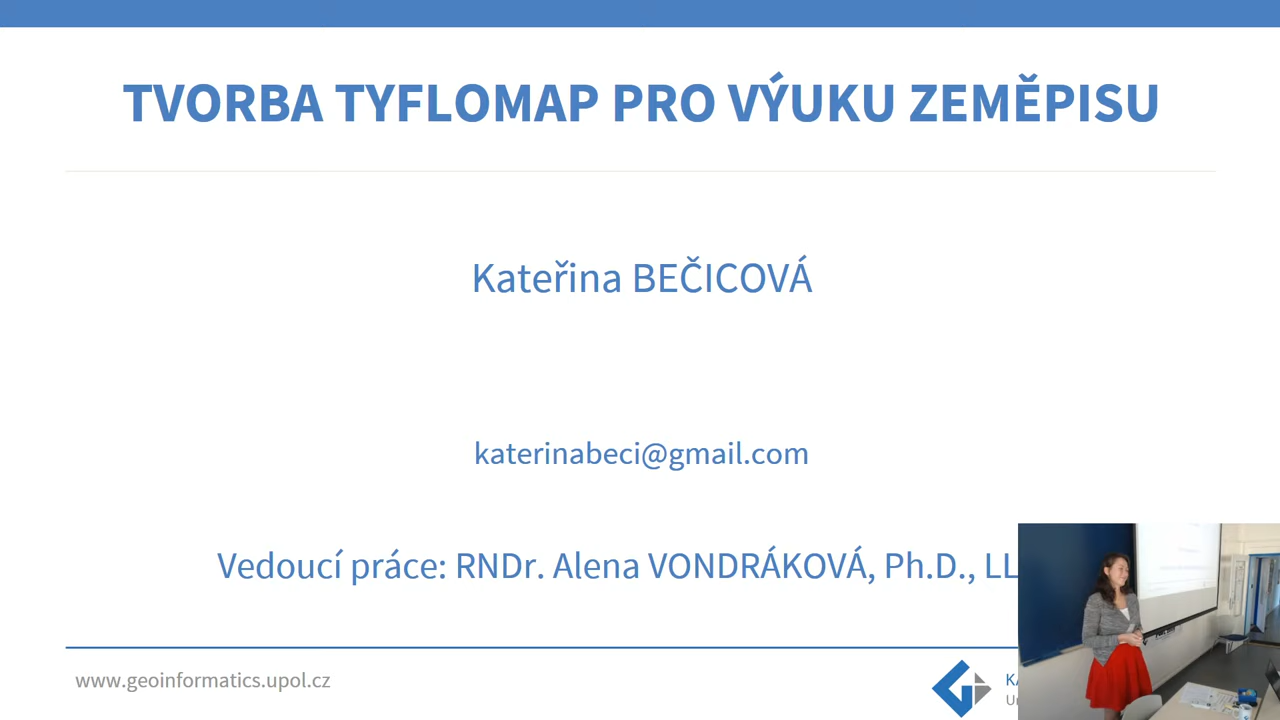 TVORBA TYFLOMAP PRO VÝUKU ZEMĚPISU
Kateřina BEČICOVÁ
katerinabeci@gmail.com
Vedoucí práce: RNDr. Alena VONDRÁKOVÁ, Ph.D.,
www.geoinformatics.upol.cz